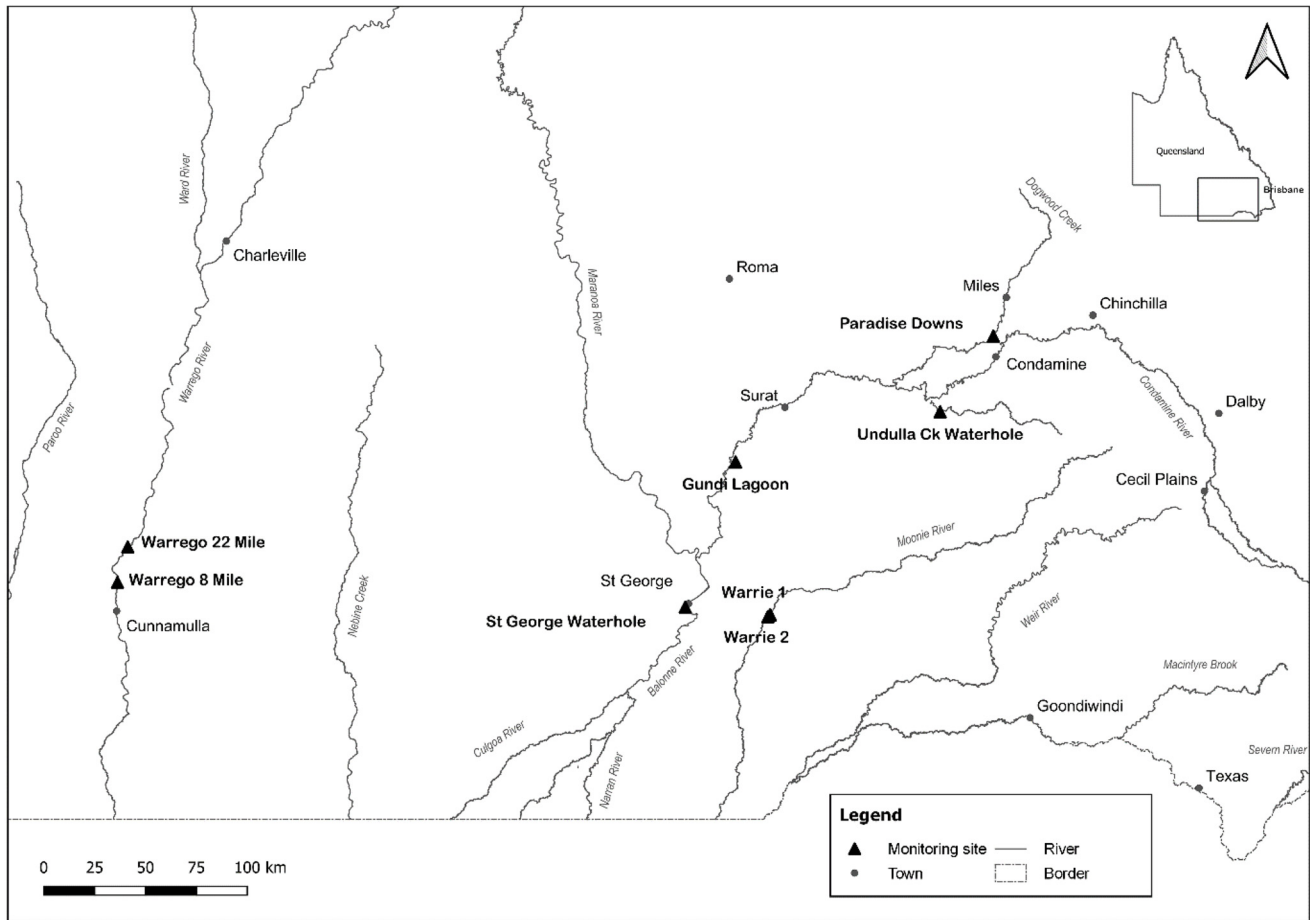 Queensland
Brisbane
Dogwood Creek
Ward River
Charleville
Maranoa River
Roma
Miles
Chinchilla
Paradise Downs
Condamine
Warrego River
Paroo River
Surat
Condamine River
Dalby
Undulla Ck Waterhole
Gundi Lagoon
Cecil Plains
Moonie River
Warrego 22 Mile
Warrego 8 Mile
St George
Warrie 1
Nebine Creek
Weir River
Cunnamulla
St George Waterhole
Warrie 2
Balonne River
Macintyre Brook
Goondiwindi
Culgoa River
Narran River
Severn River
Texas
Legend
Monitoring site
River
Town
Border
0 25 50 75 100 km